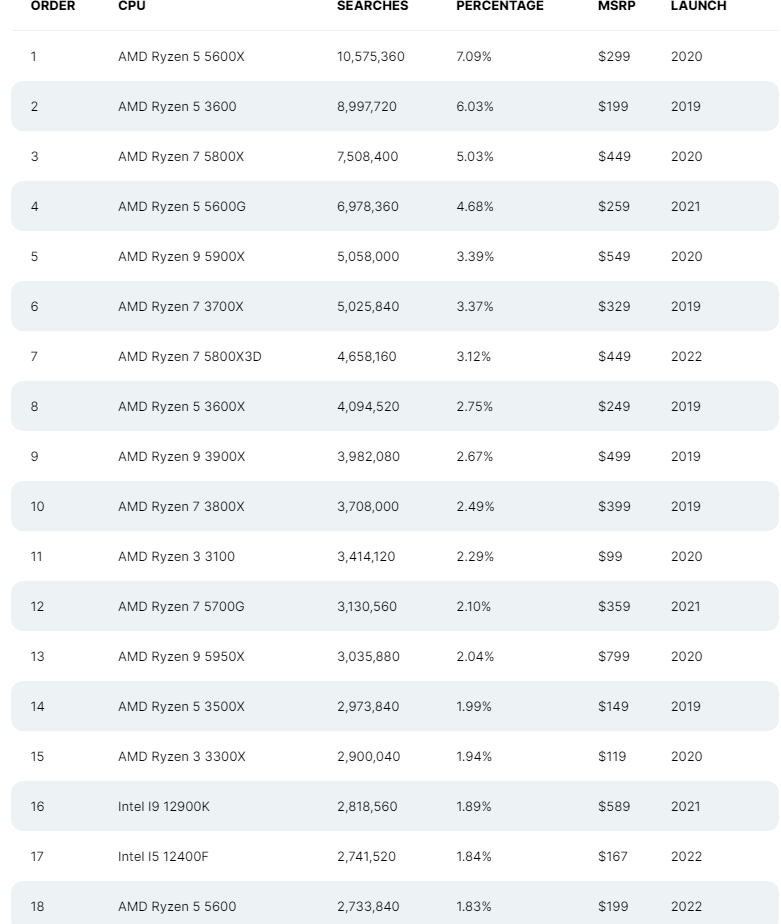 ORDER CPU SEARCHES PERCENTAGE MSRP LAUNCH
1 AMD Ryzen 5 5600X 10,575,360 7.09% $299 2020
2 AMD Ryzen 5 3600 8,997,720 6.03% $199 2019
3 AMD Ryzen 7 5800X 7,508,400 5.03% $449 2020
4 AMD Ryzen 5 5600G 6,978,360 4.68% $259 2021
5 AMD Ryzen 9 5900X 5,058,000 3.39% $549 2020
6 AMD Ryzen 7 3700X 5,025,840 3.37% $329 2019
7 AMD Ryzen 7 5800X3D 4,658,160 3.12% $449 2022
8 AMD Ryzen 5 3600X 4,094,520 2.75% $249 2019
9 AMD Ryzen 9 3900X 3,982,080 2.67% $499 2019
10 AMD Ryzen 7 3800X 3,708,000 2.49% $399 2019
11 AMD Ryzen 3 3100 3,414,120 2.29% $99 2020
12 AMD Ryzen 7 5700G 3,130,560 2.10% $359 2021
13 AMD Ryzen 9 5950X 3,035,880 2.04% $799 2020
14 AMD Ryzen 5 3500X 2,973,840 1.99% $149 2019
15 AMD Ryzen 3 3300X 2,900,040 1.94% $119 2020
16 Intel I9 12900K 2,818,560 1.89% $589 2021
17 Intel I5 12400F 2,741,520 1.84% $167 2022
18 AMD Ryzen 5 5600 2,733,840 1.83% $199 2022